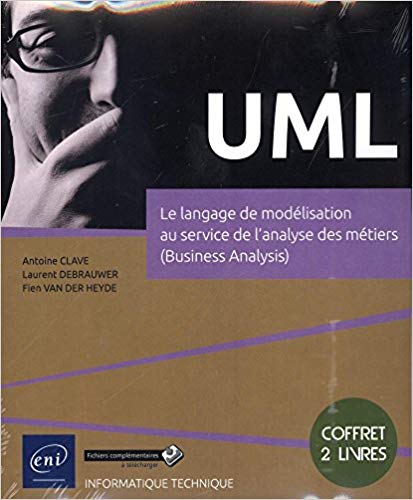 UML
Le langage de modélisation
au service de l'analyse des métiers
(Business Analysis)
Antoine CLAVE
Laurent DEBRAUWER
Fien VAN DER HEYDE
COFFRET
2 LIVRES
eni
Fichiers complémentaires
à télécharger
INFORMATIQUE TECHNIQUE